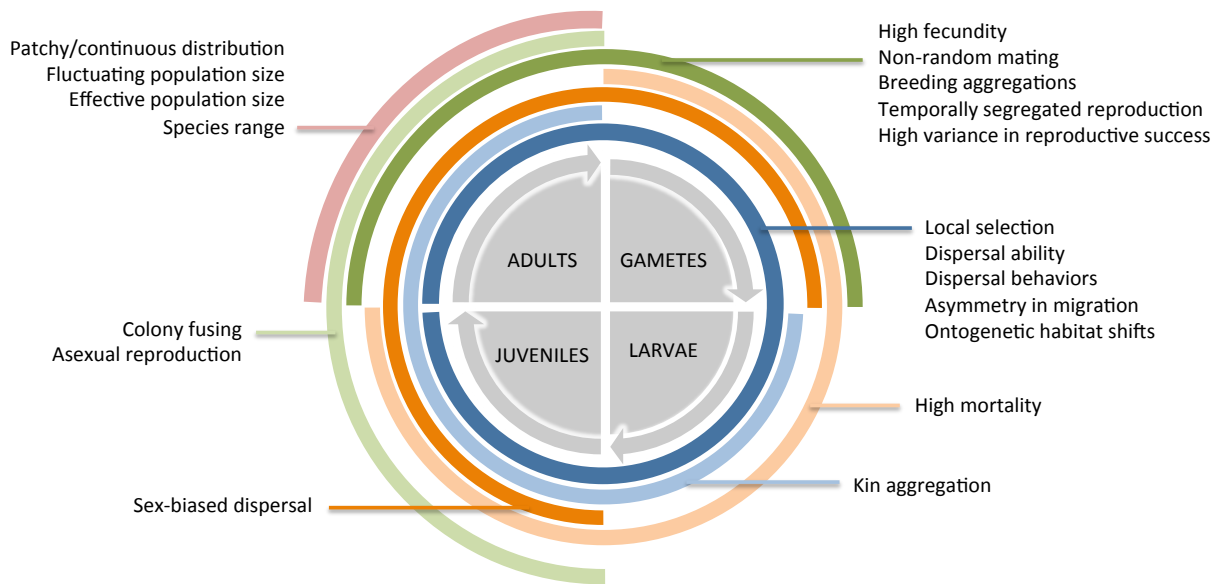 Patchy/continuous distribution
Fluctuating population size
Effective population size
Species range
High fecundity
Non-random mating
Breeding aggregations
Temporally segregated reproduction
High variance in reproductive success
ADULTS
GAMETES
JUVENILES
LARVAE
Local selection
Dispersal ability
Dispersal behaviors
Asymmetry in migration
Ontogenetic habitat shifts
Colony fusing
Asexual reproduction
High mortality
Kin aggregation
Sex-biased dispersal